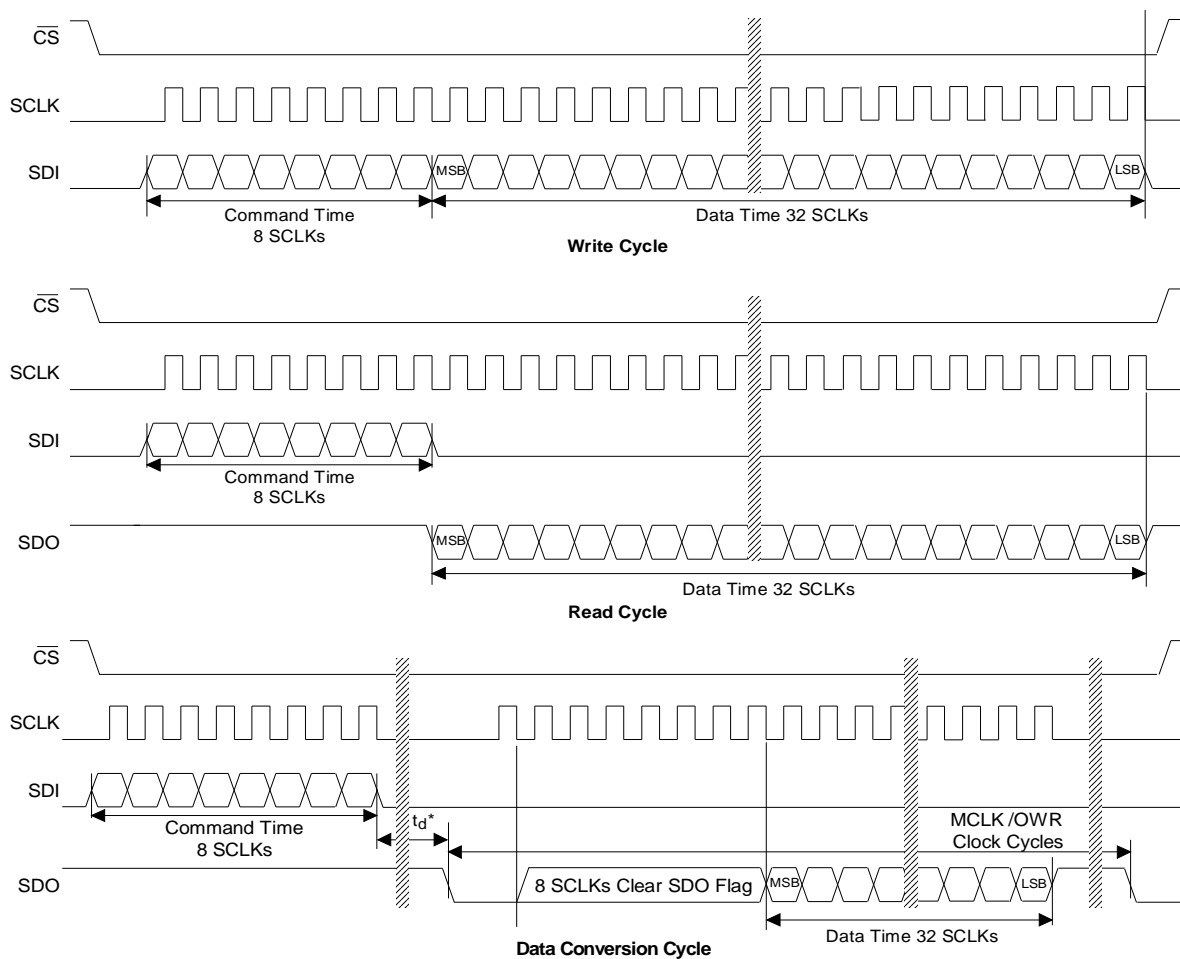 CS
SCLK
SDI
MSB
LSB
Command Time
8 SCLKs
Data Time 32 SCLKs
Write Cycle
CS
SCLK
SDI
Command Time
8 SCLKs
SDO
MSB
LSB
Data Time 32 SCLKs
Read Cycle
CS
SCLK
SDI
Command Time
8 SCLKs
td*
MCLK /OWR
Clock Cycles
SDO
8 SCLKs Clear SDO Flag
MSB
LSB
Data Time 32 SCLKs
Data Conversion Cycle